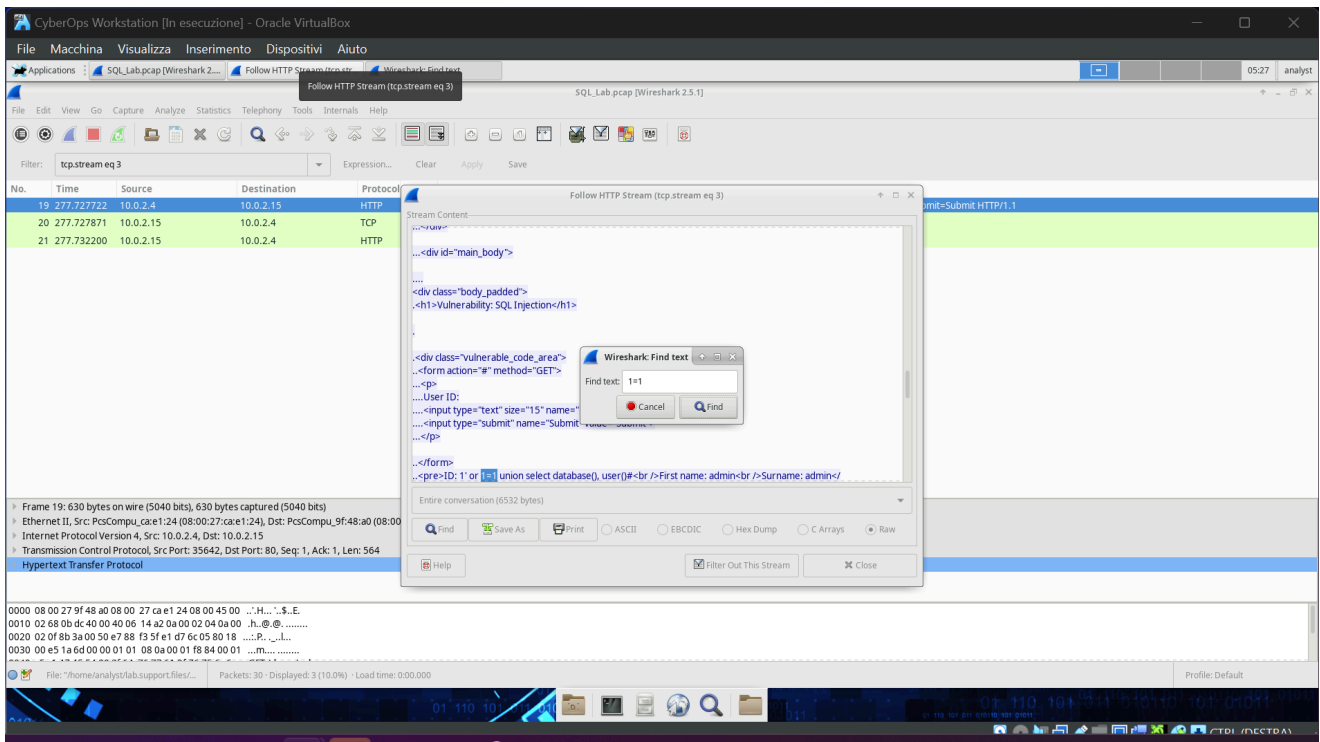 CyberOps Workstation [In esecuzione] - Oracle VirtualBox
File Macchina Visualizza Inserimento Dispositivi Aiuto
Applications SQL_Lab.pcap [Wireshark 2.... Follow HTTP Stream (tcp.str... Wireshark: Find text 05:27 analyst
Follow HTTP Stream (tcp.stream eq 3)
SQL_Lab.pcap [Wireshark 2.5.1]
File Edit View Go Capture Analyze Statistics Telephony Tools Internals Help
Filter: tcp.stream eq 3 Expression... Clear Apply Save
No. Time Source Destination Protocol
19 277.727722 10.0.2.4 10.0.2.15 HTTP mit=Submit HTTP/1.1
20 277.727871 10.0.2.15 10.0.2.4 TCP
21 277.732200 10.0.2.15 10.0.2.4 HTTP
Follow HTTP Stream (tcp.stream eq 3)
Stream Content
...</div>
...<div id="main_body">
....
<div class="body_padded">
.<h1>Vulnerability: SQL Injection</h1>
.
.<div class="vulnerable_code_area">
..<form action="#" method="GET">
...<p>
....User ID:
....<input type="text" size="15" name="
....<input type="submit" name="Submit"
...</p>
..</form>
..<pre>ID: 1' or 1=1 union select database(), user()#<br />First name: admin<br />Surname: admin</
Wireshark: Find text
Find text: 1=1
Cancel Find
Entire conversation (6532 bytes)
Find Save As Print ASCII EBCDIC Hex Dump C Arrays Raw
Help Filter Out This Stream Close
Frame 19: 630 bytes on wire (5040 bits), 630 bytes captured (5040 bits)
Ethernet II, Src: PcsCompu_ca:e1:24 (08:00:27:ca:e1:24), Dst: PcsCompu_9f:48:a0 (08:00
Internet Protocol Version 4, Src: 10.0.2.4, Dst: 10.0.2.15
Transmission Control Protocol, Src Port: 35642, Dst Port: 80, Seq: 1, Ack: 1, Len: 564
Hypertext Transfer Protocol
0000 08 00 27 9f 48 a0 08 00 27 ca e1 24 08 00 45 00 ..'.H... '..$..E.
0010 02 68 0b dc 40 00 40 06 14 a2 0a 00 02 04 0a 00 .h..@.@. ........
0020 02 0f 8b 3a 00 50 e7 88 f3 5f e1 d7 6c 05 80 18 ...:.P.. ._..l...
0030 00 e5 1a 6d 00 00 01 01 08 0a 00 01 f8 84 00 01 ...m.... ........
File: "/home/analyst/lab.support.files/... Packets: 30 · Displayed: 3 (10.0%) · Load time: 0:00.000 Profile: Default
CTRL (DESTRA)